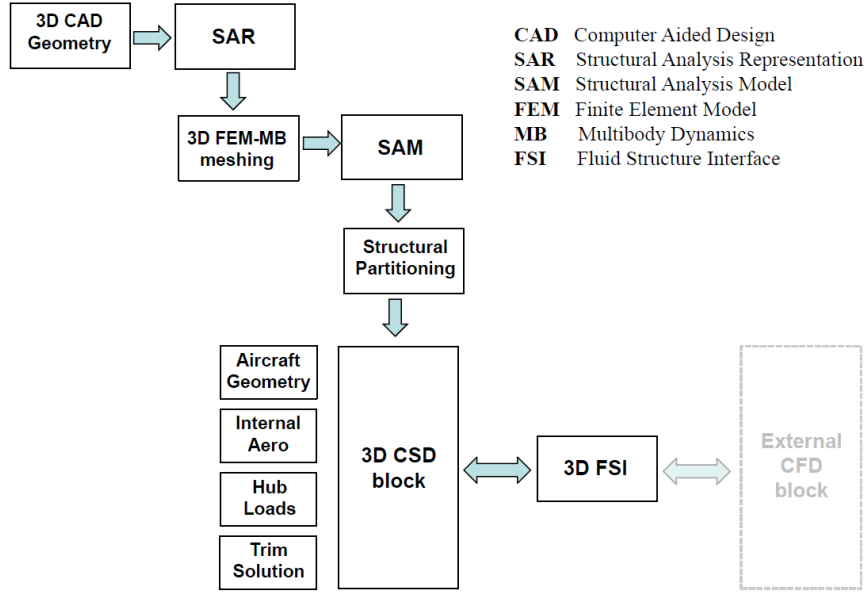 3D CAD
Geometry
SAR
CAD Computer Aided Design
SAR Structural Analysis Representation
SAM Structural Analysis Model
FEM Finite Element Model
MB Multibody Dynamics
FSI Fluid Structure Interface
3D FEM-MB
meshing
SAM
Structural
Partitioning
Aircraft
Geometry
Internal
Aero
Hub
Loads
Trim
Solution
3D CSD
block
3D FSI
External
CFD
block